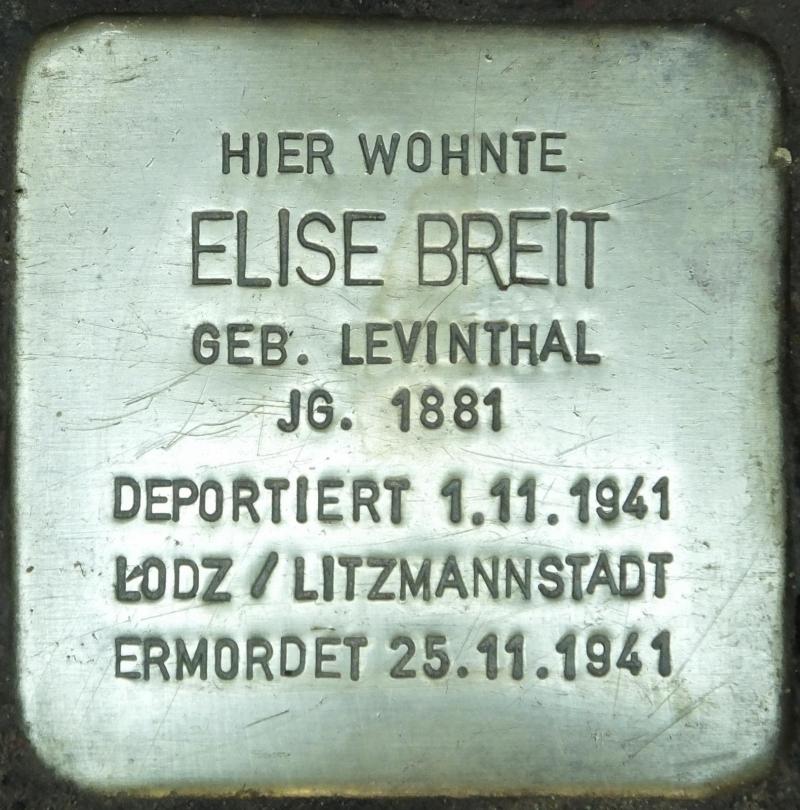 HIER WOHNTE
ELISE BREIT
GEB. LEVINTHAL
JG. 1881
DEPORTIERT 1.11.1941
ŁODZ / LITZMANNSTADT
ERMORDET 25.11.1941